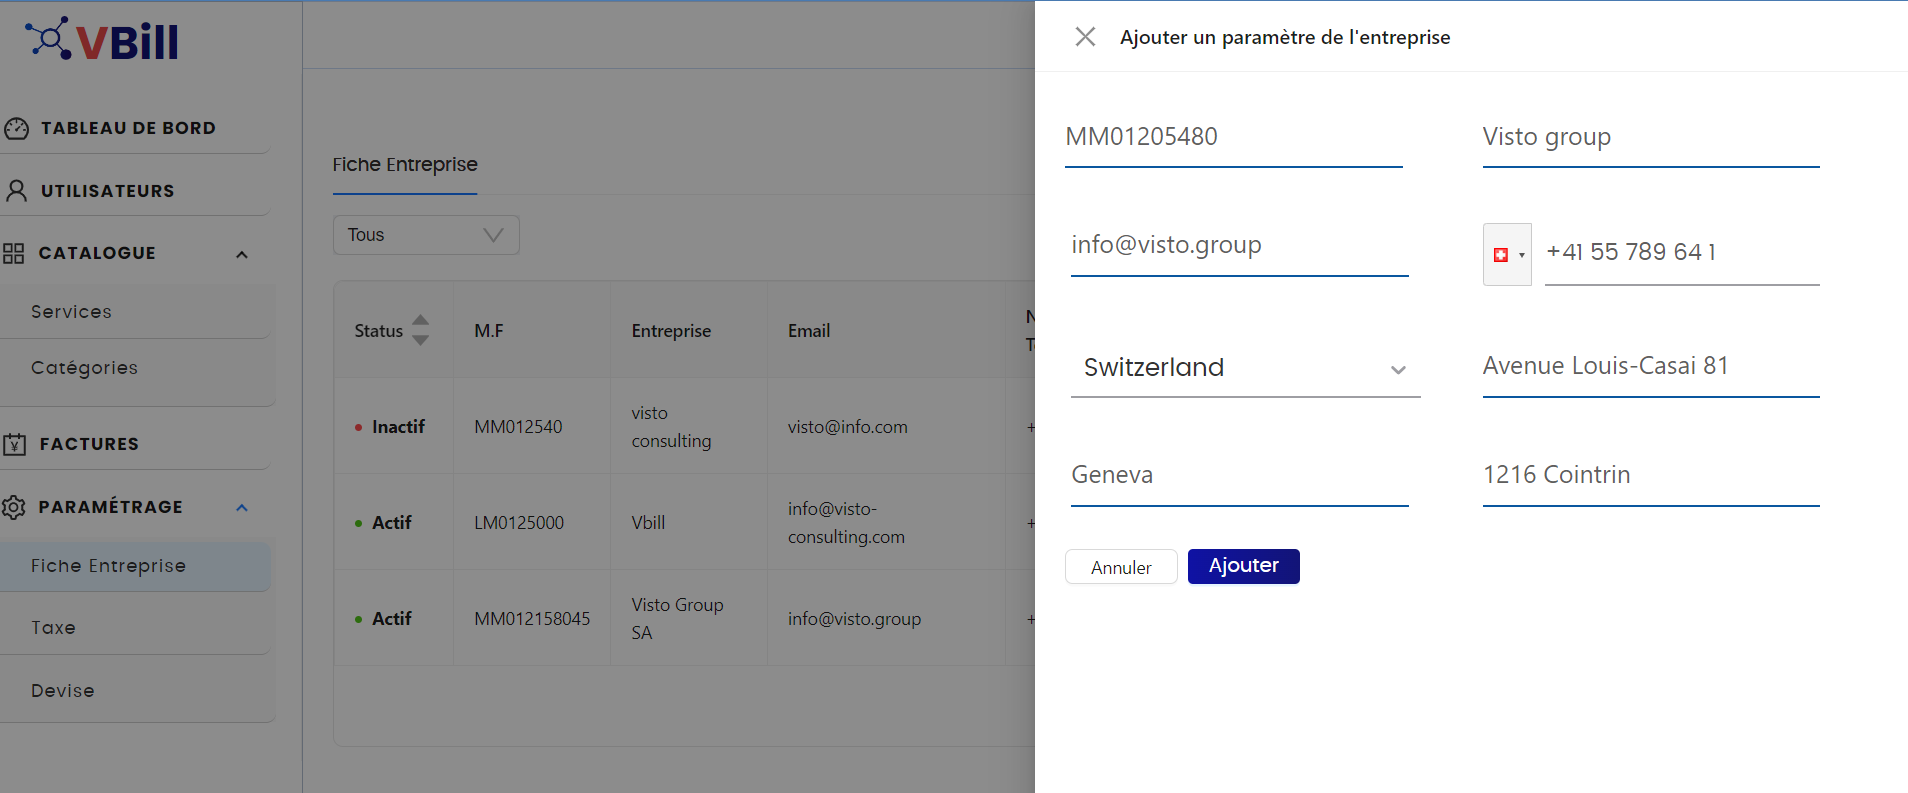 VBill
TABLEAU DE BORD
UTILISATEURS
CATALOGUE
Services
Catégories
FACTURES
PARAMÉTRAGE
Fiche Entreprise
Taxe
Devise
Fiche Entreprise
Tous
Status M.F Entreprise Email
Inactif MM012540 visto consulting visto@info.com +
Actif LM0125000 Vbill info@visto-consulting.com +
Actif MM012158045 Visto Group SA info@visto.group +
Ajouter un paramètre de l'entreprise
MM01205480 Visto group
info@visto.group +41 55 789 64 1
Switzerland Avenue Louis-Casai 81
Geneva 1216 Cointrin
Annuler Ajouter